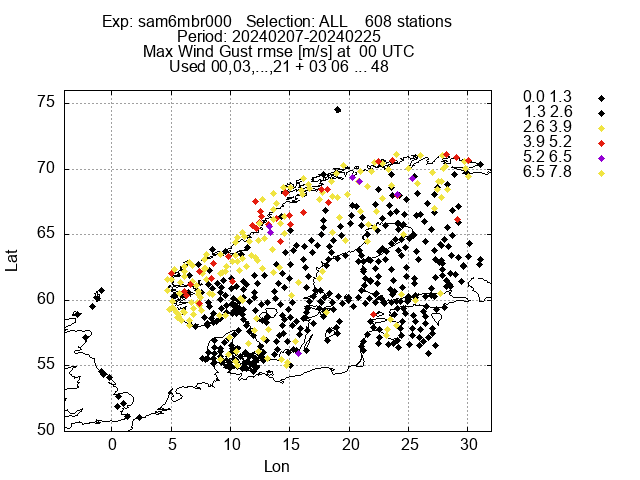 Exp: sam6mbr000 Selection: ALL 608 stations
Period: 20240207-20240225
Max Wind Gust rmse [m/s] at 00 UTC
Used 00,03,...,21 + 03 06 ... 48
75
70
65
60
55
50
Lat
0 5 10 15 20 25 30
Lon
0.0 1.3
1.3 2.6
2.6 3.9
3.9 5.2
5.2 6.5
6.5 7.8